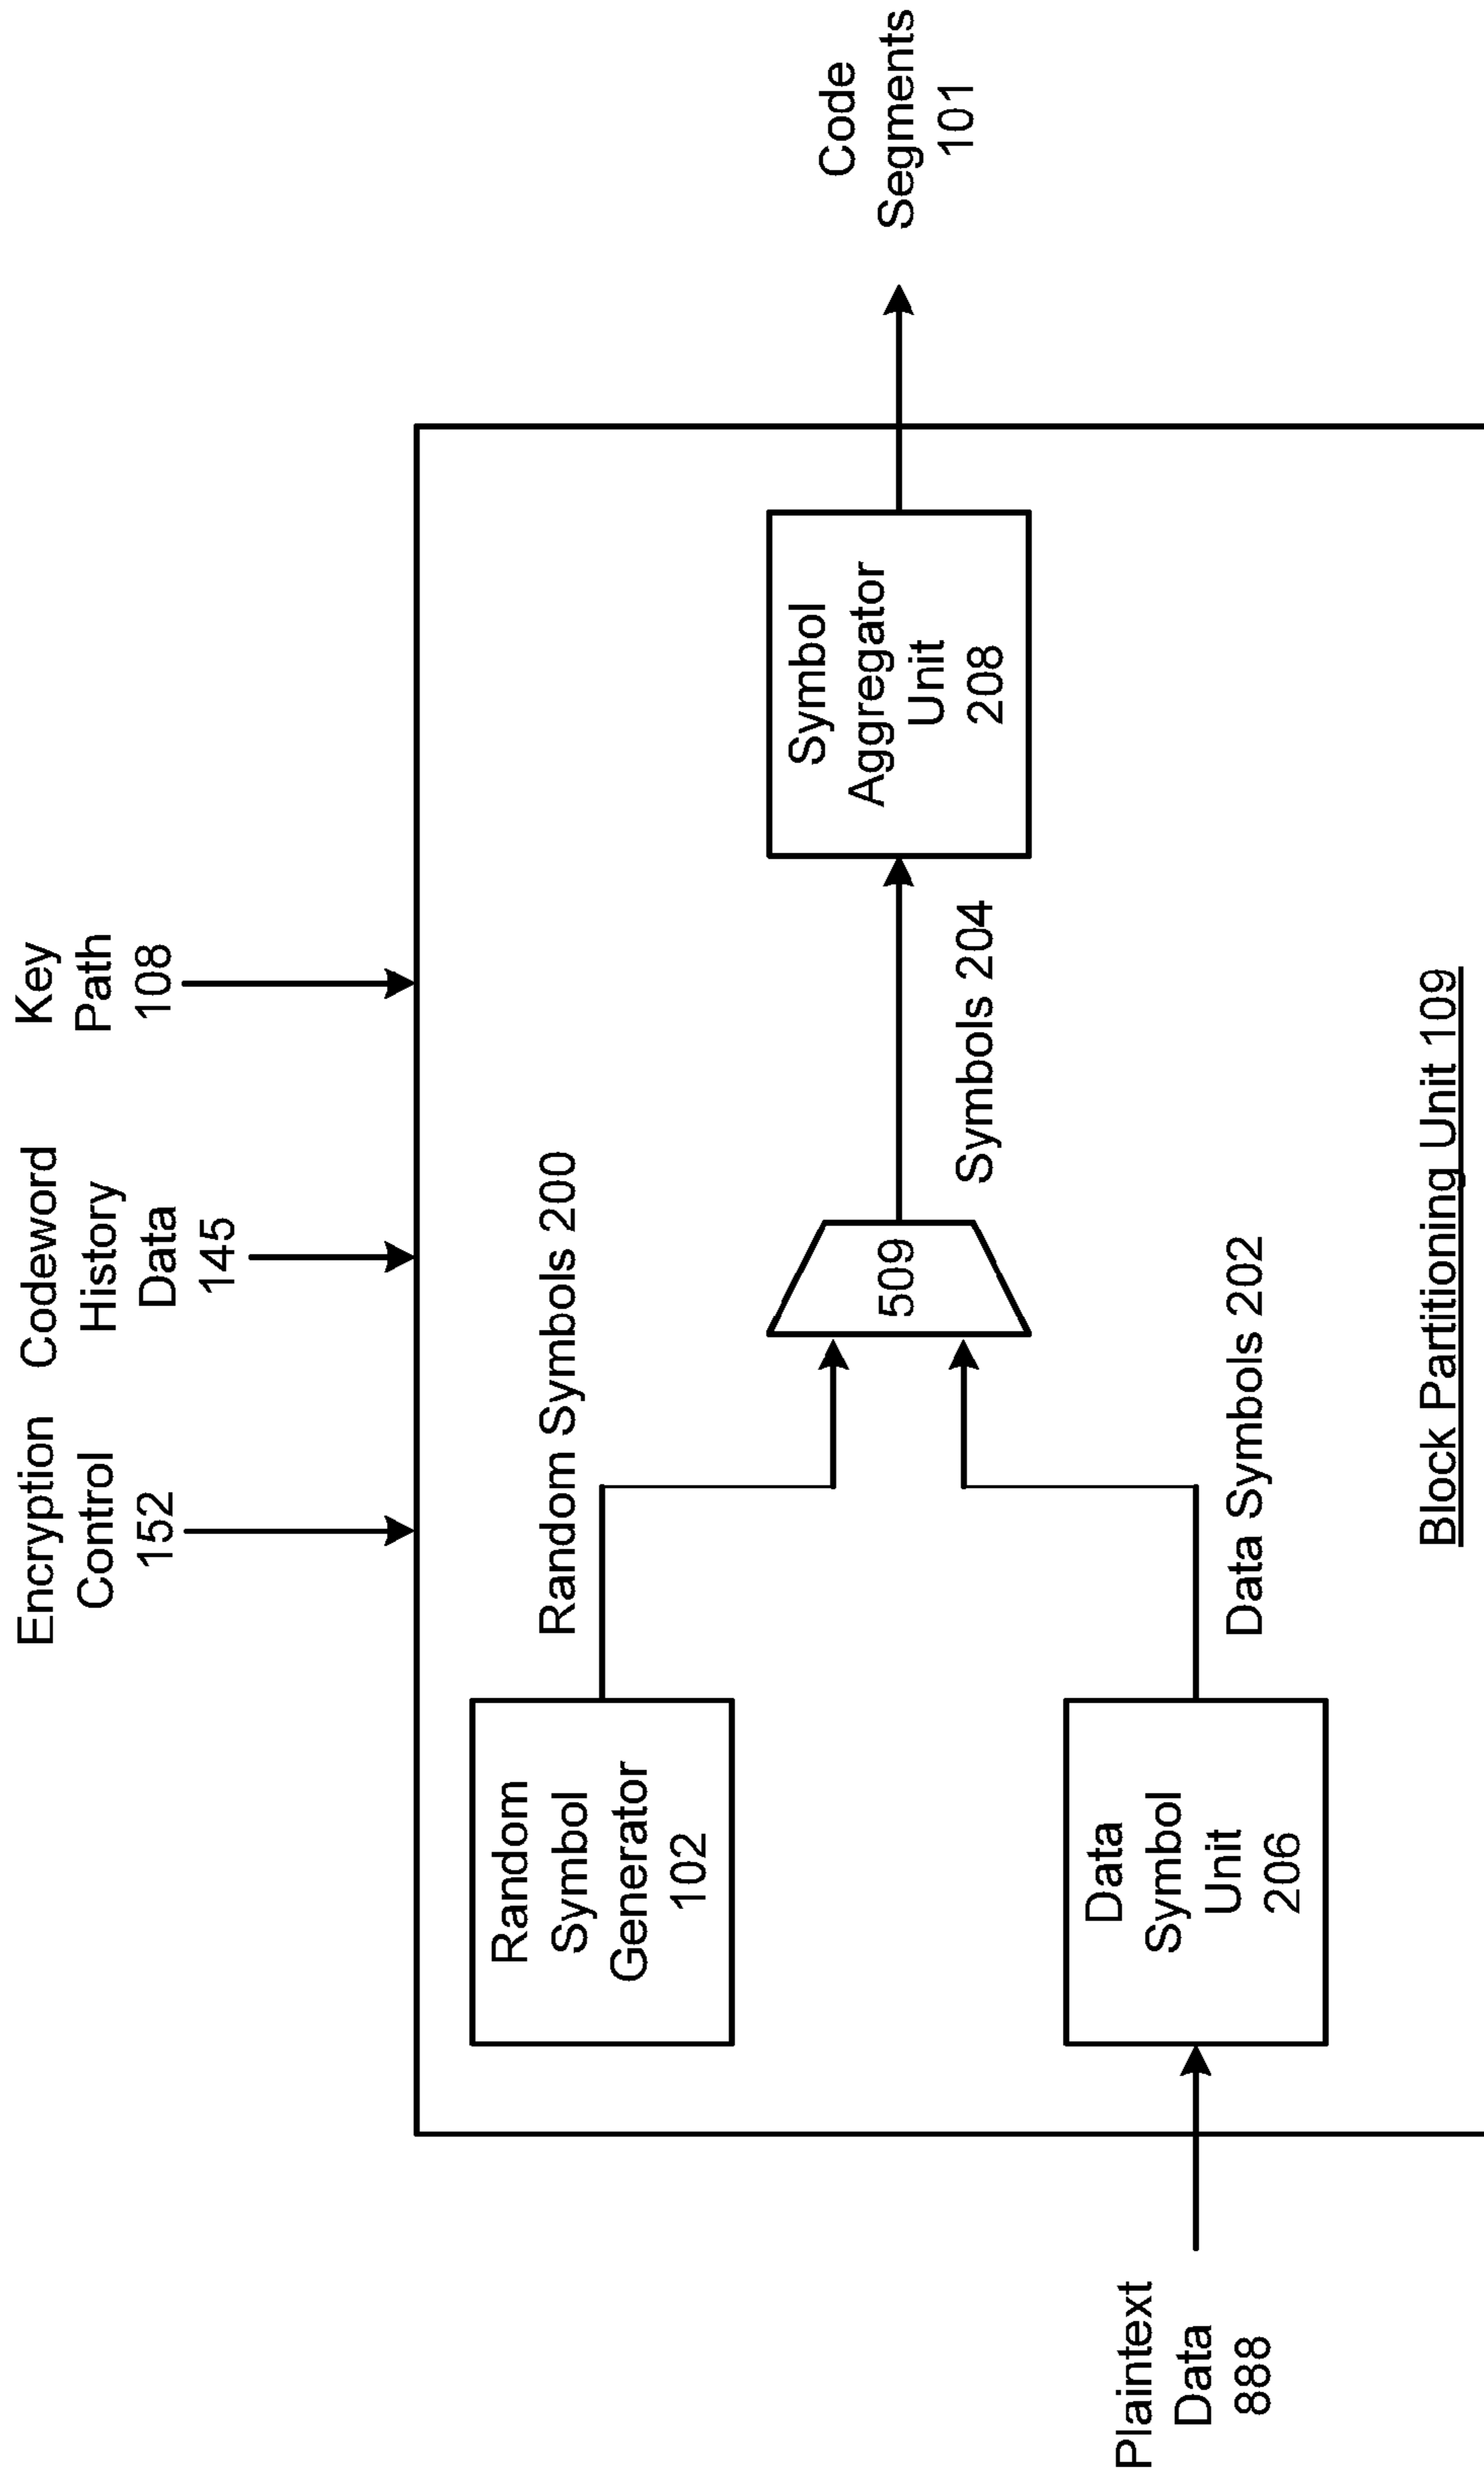 Encryption
Control
152
Codeword
History
Data
145
Key
Path
108
Random
Symbol
Generator
102
Random Symbols 200
Plaintext
Data
888
Data
Symbol
Unit
206
Data Symbols 202
509
Symbols 204
Symbol
Aggregator
Unit
208
Code
Segments
101
Block Partitioning Unit 109